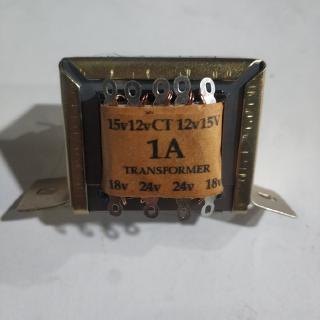 15v12vCT 12v15V
1A
TRANSFORMER
18v 24v 24v 18v